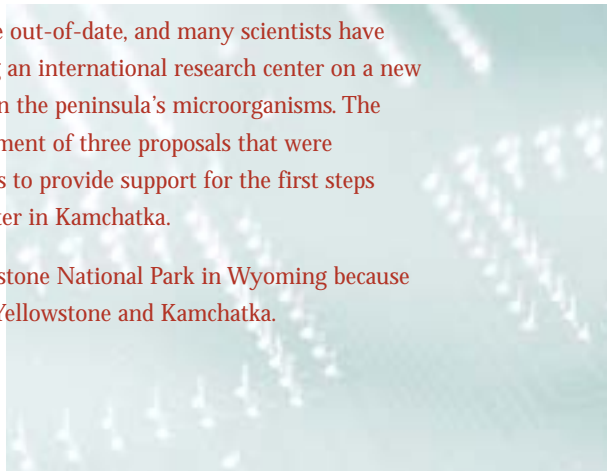 out-of-date, and many scientists have
an international research center on a new
n the peninsula's microorganisms. The
ment of three proposals that were
s to provide support for the first steps
er in Kamchatka.
stone National Park in Wyoming because
Yellowstone and Kamchatka.